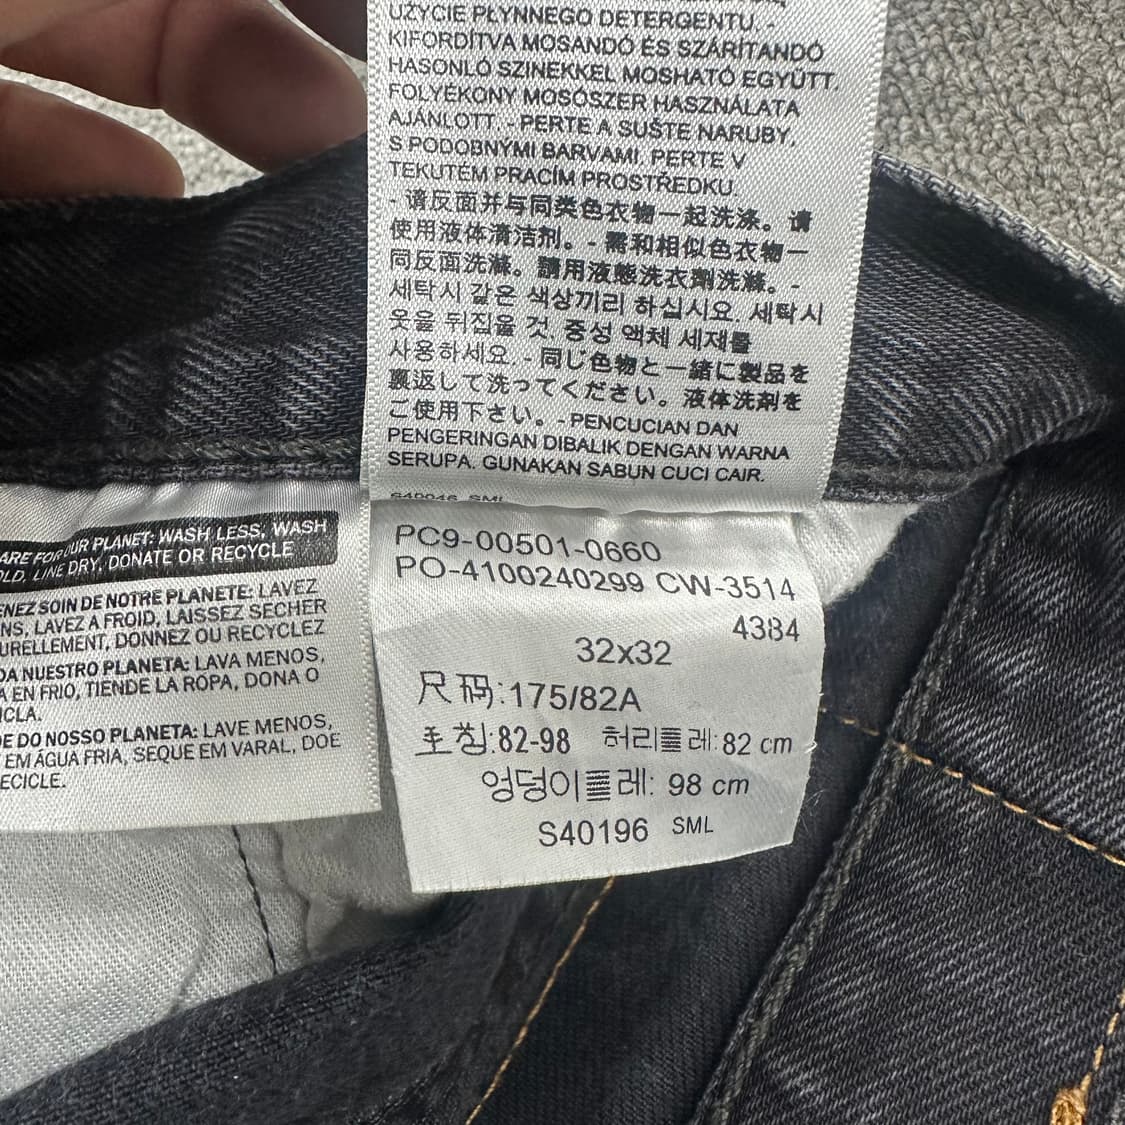 UŻYCIE PŁYNNEGO DETERGENTU. -
KIFORDÍTVA MOSANDÓ ÉS SZÁRÍTANDÓ
HASONLÓ SZINEKKEL MOSHATÓ EGYÜTT.
FOLYEKONY MOSÓSZER HASZNÁLATA
AJÁNLOTT. - PERTE A SUŠTE NARUBY,
S PODOBNÝMI BARVAMI. PERTE V
TEKUTÉM PRACÍM PROSTŘEDKU.
- 请反面并与同类色衣物一起洗涤。请
使用液体清洁剂。- 需和相似色衣物一
同反面洗滌。請用液態洗衣劑洗滌。-
세탁시 같은 색상끼리 하십시요. 세탁시
옷을 뒤집을 것. 중성 액체 세제를
사용하세요. - 同じ色物と一緒に製品を
裏返して洗ってください。液体洗剤を
ご使用下さい。- PENCUCIAN DAN
PENGERINGAN DIBALIK DENGAN WARNA
SERUPA. GUNAKAN SABUN CUCI CAIR.
S40046 SML
ARE FOR OUR PLANET: WASH LESS, WASH
OLD, LINE DRY, DONATE OR RECYCLE
ENEZ SOIN DE NOTRE PLANETE: LAVEZ
NS, LAVEZ A FROID, LAISSEZ SECHER
URELLEMENT, DONNEZ OU RECYCLEZ
DA NUESTRO PLANETA: LAVA MENOS,
A EN FRIO, TIENDE LA ROPA, DONA O
ICLA.
DE DO NOSSO PLANETA: LAVE MENOS,
EM ÁGUA FRIA, SEQUE EM VARAL, DOE
ECICLE.
PC9-00501-0660
PO-4100240299 CW-3514
4384
32x32
尺码:175/82A
호칭:82-98 허리둘레:82 cm
엉덩이둘레: 98 cm
S40196 SML